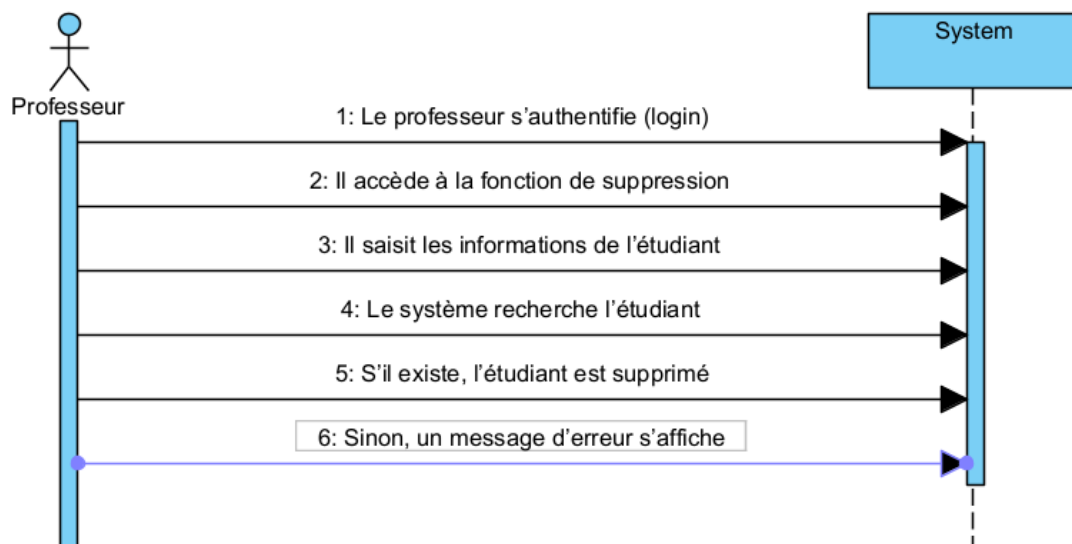 System
Professeur
1: Le professeur s’authentifie (login)
2: Il accède à la fonction de suppression
3: Il saisit les informations de l’étudiant
4: Le système recherche l’étudiant
5: S’il existe, l’étudiant est supprimé
6: Sinon, un message d’erreur s’affiche